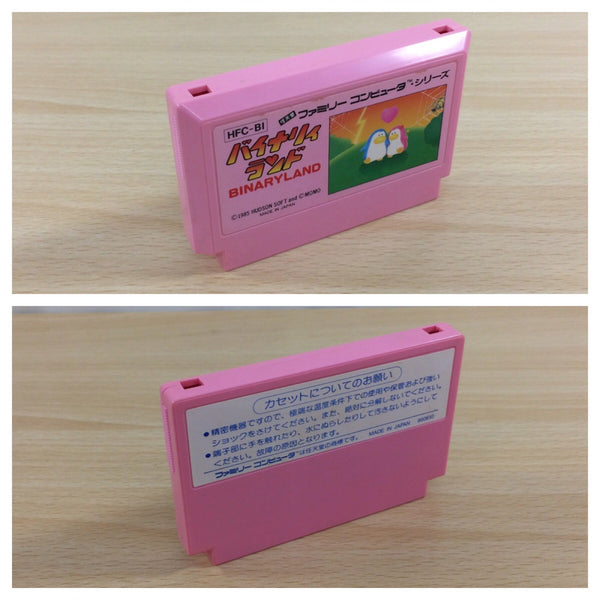 ファミリー コンピュータ™・シリーズ
HFC-BI
バイナリィ
ランド
BINARYLAND
©1985 HUDSON SOFT and ©MOMO
MADE IN JAPAN
カセットについてのお願い
●精密機器ですので、極端な温度条件下での使用や保管および強い
ショックをさけてください。また、絶対に分解しないでください。
●端子部に手を触れたり、水にぬらしたりして汚さないようにして
ください。故障の原因となります。
MADE IN JAPAN
ファミリー コンピュータ™は任天堂の商標です。